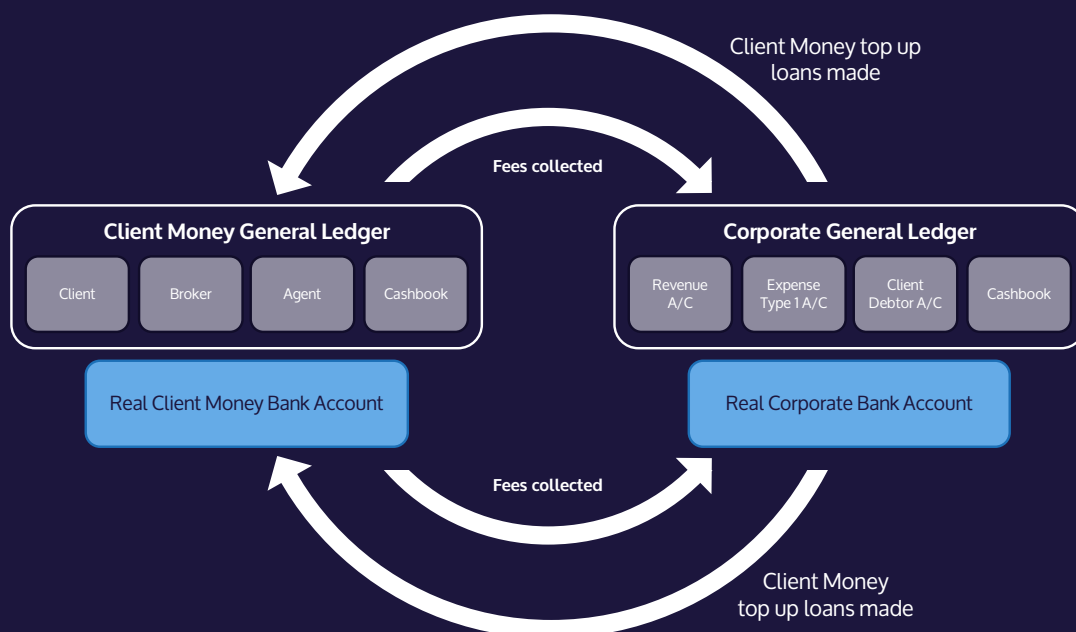 Client Money top up
loans made
Fees collected
Client Money General Ledger
Client
Broker
Agent
Cashbook
Corporate General Ledger
Revenue
A/C
Expense
Type 1 A/C
Client
Debtor A/C
Cashbook
Real Client Money Bank Account
Real Corporate Bank Account
Fees collected
Client Money
top up loans made